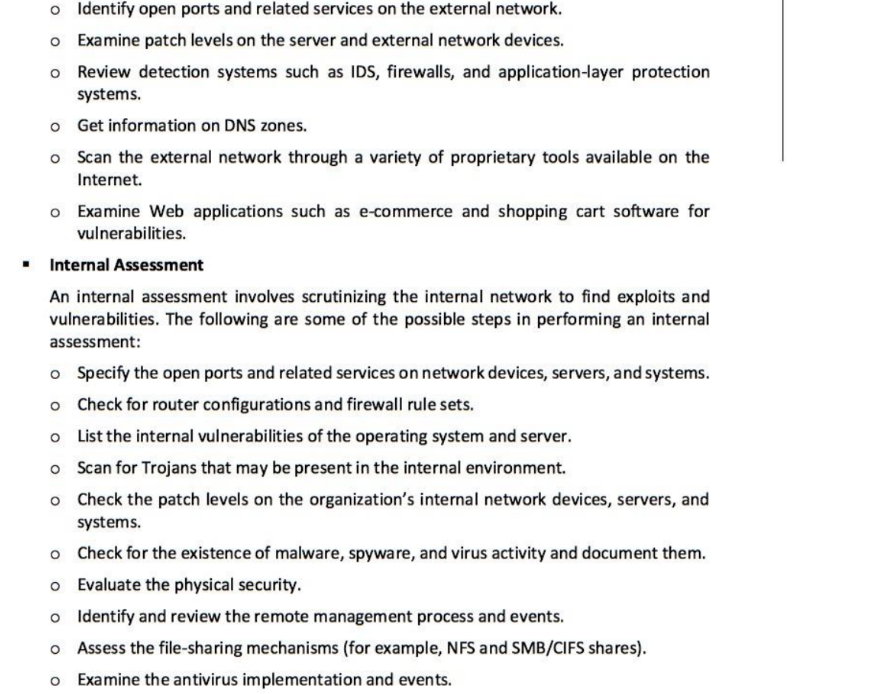 o Identify open ports and related services on the external network.
o Examine patch levels on the server and external network devices.
o Review detection systems such as IDS, firewalls, and application-layer protection
systems.
o Get information on DNS zones.
o Scan the external network through a variety of proprietary tools available on the
Internet.
o Examine Web applications such as e-commerce and shopping cart software for
vulnerabilities.
▪ Internal Assessment
An internal assessment involves scrutinizing the internal network to find exploits and
vulnerabilities. The following are some of the possible steps in performing an internal
assessment:
o Specify the open ports and related services on network devices, servers, and systems.
o Check for router configurations and firewall rule sets.
o List the internal vulnerabilities of the operating system and server.
o Scan for Trojans that may be present in the internal environment.
o Check the patch levels on the organization's internal network devices, servers, and
systems.
o Check for the existence of malware, spyware, and virus activity and document them.
o Evaluate the physical security.
o Identify and review the remote management process and events.
o Assess the file-sharing mechanisms (for example, NFS and SMB/CIFS shares).
o Examine the antivirus implementation and events.